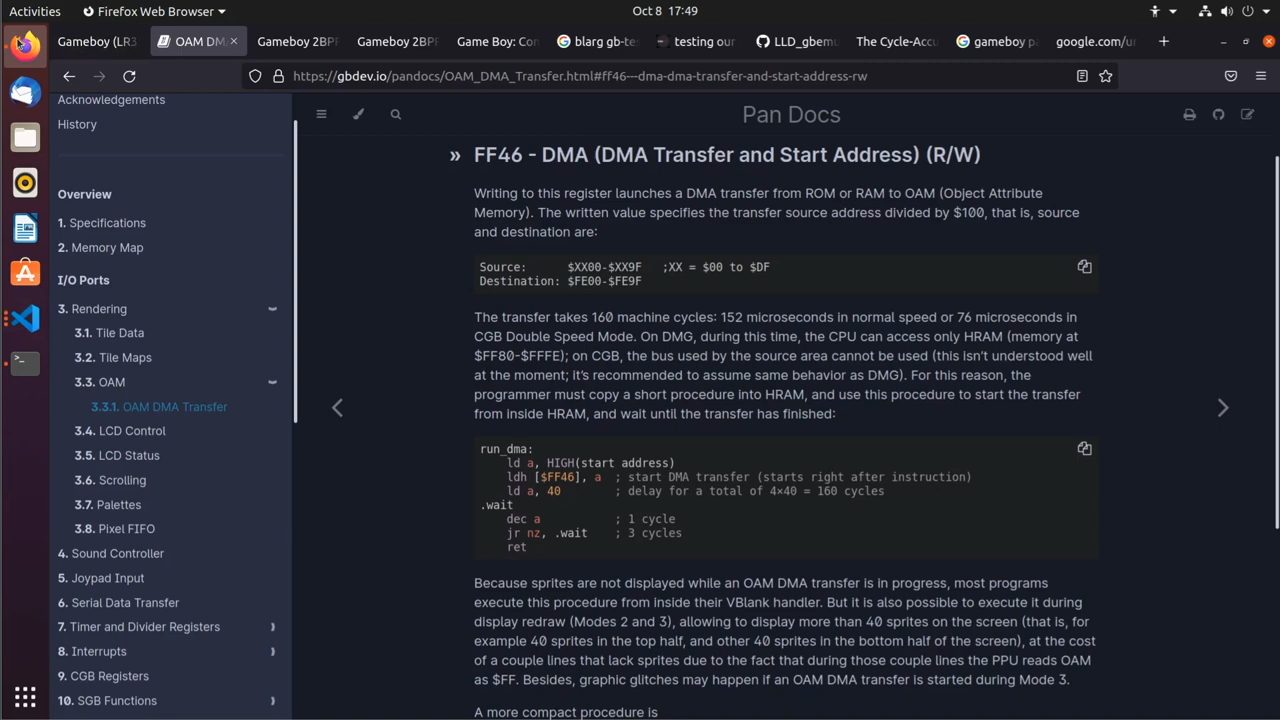 Activities
Firefox Web Browser
Oct 8 17:49
Gameboy (LR3
OAM DM
Gameboy 2BPP
Gameboy 2BPP
Game Boy: Con
blarg gb-te
testing our
LLD_gbemu
The Cycle-Accu
gameboy pa
google.com/ur
https://gbdev.io/pandocs/OAM_DMA_Transfer.html#ff46---dma-dma-transfer-and-start-address-rw
Acknowledgements
History
Overview
1. Specifications
2. Memory Map
I/O Ports
3. Rendering
3.1. Tile Data
3.2. Tile Maps
3.3. OAM
3.3.1. OAM DMA Transfer
3.4. LCD Control
3.5. LCD Status
3.6. Scrolling
3.7. Palettes
3.8. Pixel FIFO
4. Sound Controller
5. Joypad Input
6. Serial Data Transfer
7. Timer and Divider Registers
8. Interrupts
9. CGB Registers
10. SGB Functions
Pan Docs
» FF46 - DMA (DMA Transfer and Start Address) (R/W)
Writing to this register launches a DMA transfer from ROM or RAM to OAM (Object Attribute
Memory). The written value specifies the transfer source address divided by $100, that is, source
and destination are:
Source: $XX00-$XX9F ;XX = $00 to $DF
Destination: $FE00-$FE9F
The transfer takes 160 machine cycles: 152 microseconds in normal speed or 76 microseconds in
CGB Double Speed Mode. On DMG, during this time, the CPU can access only HRAM (memory at
$FF80-$FFFE); on CGB, the bus used by the source area cannot be used (this isn't understood well
at the moment; it's recommended to assume same behavior as DMG). For this reason, the
programmer must copy a short procedure into HRAM, and use this procedure to start the transfer
from inside HRAM, and wait until the transfer has finished:
run_dma:
ld a, HIGH(start address)
ldh [$FF46], a ; start DMA transfer (starts right after instruction)
ld a, 40 ; delay for a total of 4×40 = 160 cycles
.wait
dec a ; 1 cycle
jr nz, .wait ; 3 cycles
ret
Because sprites are not displayed while an OAM DMA transfer is in progress, most programs
execute this procedure from inside their VBlank handler. But it is also possible to execute it during
display redraw (Modes 2 and 3), allowing to display more than 40 sprites on the screen (that is, for
example 40 sprites in the top half, and other 40 sprites in the bottom half of the screen), at the cost
of a couple lines that lack sprites due to the fact that during those couple lines the PPU reads OAM
as $FF. Besides, graphic glitches may happen if an OAM DMA transfer is started during Mode 3.
A more compact procedure is